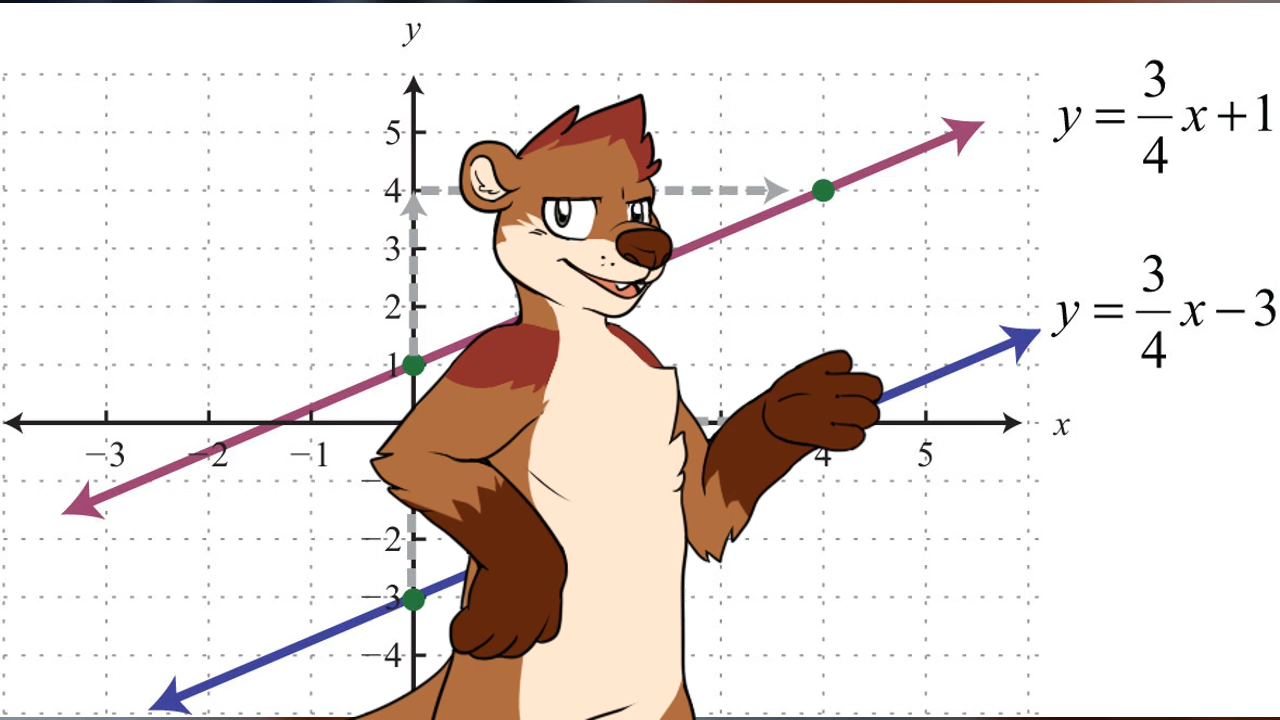 y
y = 3/4 x + 1
5
4
3
y = 3/4 x − 3
2
1
x
−3 −2 −1 4 5
−2
−3
−4